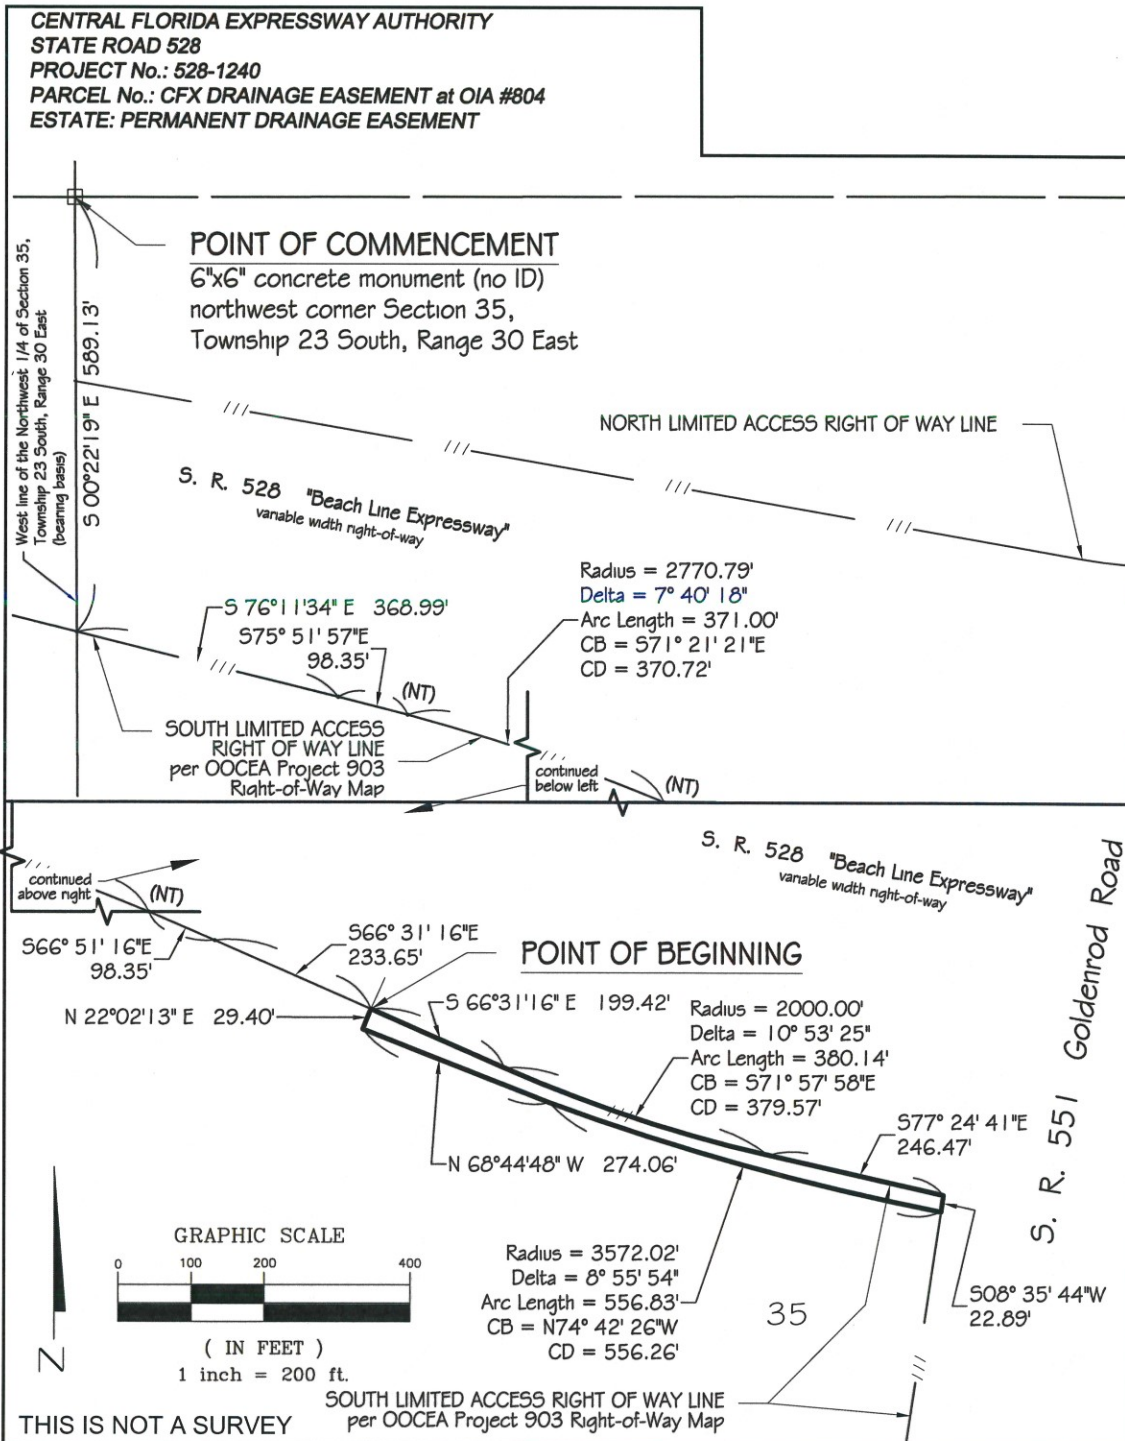 CENTRAL FLORIDA EXPRESSWAY AUTHORITY
STATE ROAD 528
PROJECT No.: 528-1240
PARCEL No.: CFX DRAINAGE EASEMENT at OIA #804
ESTATE: PERMANENT DRAINAGE EASEMENT
POINT OF COMMENCEMENT
6"x6" concrete monument (no ID)
northwest corner Section 35,
Township 23 South, Range 30 East
West line of the Northwest 1/4 of Section 35,
Township 23 South, Range 30 East
(bearing basis)
S 00°22'19" E 589.13'
NORTH LIMITED ACCESS RIGHT OF WAY LINE
S. R. 528 "Beach Line Expressway"
variable width right-of-way
Radius = 2770.79'
Delta = 7° 40' 18"
Arc Length = 371.00'
CB = S71° 21' 21"E
CD = 370.72'
S 76°11'34" E 368.99'
S75° 51' 57"E
98.35'
(NT)
SOUTH LIMITED ACCESS
RIGHT OF WAY LINE
per OOCEA Project 903
Right-of-Way Map
continued
below left
(NT)
S. R. 528 "Beach Line Expressway"
variable width right-of-way
continued
above right
(NT)
S66° 51' 16"E
98.35'
S66° 31' 16"E
233.65'
POINT OF BEGINNING
N 22°02'13" E 29.40'
S 66°31'16" E 199.42'
Radius = 2000.00'
Delta = 10° 53' 25"
Arc Length = 380.14'
CB = S71° 57' 58"E
CD = 379.57'
S. R. 551 Goldenrod Road
S77° 24' 41"E
246.47'
N 68°44'48" W 274.06'
GRAPHIC SCALE
0 100 200 400
( IN FEET )
1 inch = 200 ft.
N
Radius = 3572.02'
Delta = 8° 55' 54"
Arc Length = 556.83'
CB = N74° 42' 26"W
CD = 556.26'
35
S08° 35' 44"W
22.89'
SOUTH LIMITED ACCESS RIGHT OF WAY LINE
per OOCEA Project 903 Right-of-Way Map
THIS IS NOT A SURVEY